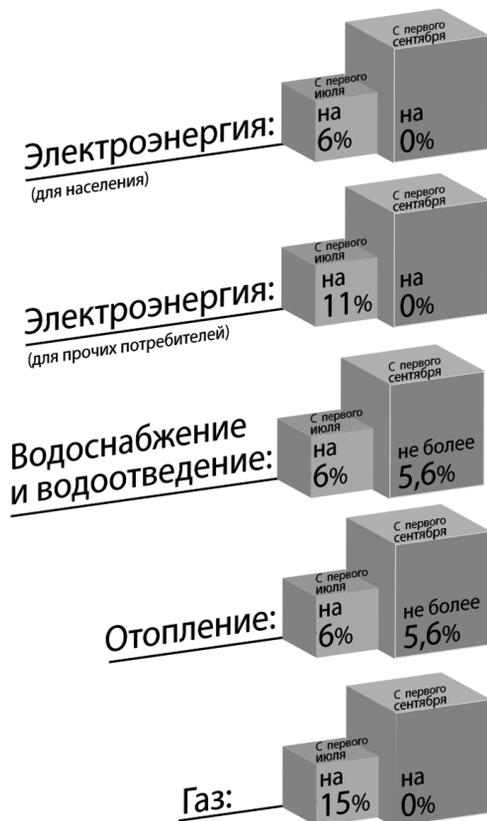 С первого
сентября
С первого
июля
на
6%
на
0%
Электроэнергия:
(для населения)
С первого
сентября
С первого
июля
на
11%
на
0%
Электроэнергия:
(для прочих потребителей)
С первого
сентября
С первого
июля
на
6%
не более
5,6%
Водоснабжение
и водоотведение:
С первого
сентября
С первого
июля
на
6%
не более
5,6%
Отопление:
С первого
сентября
С первого
июля
на
15%
на
0%
Газ: